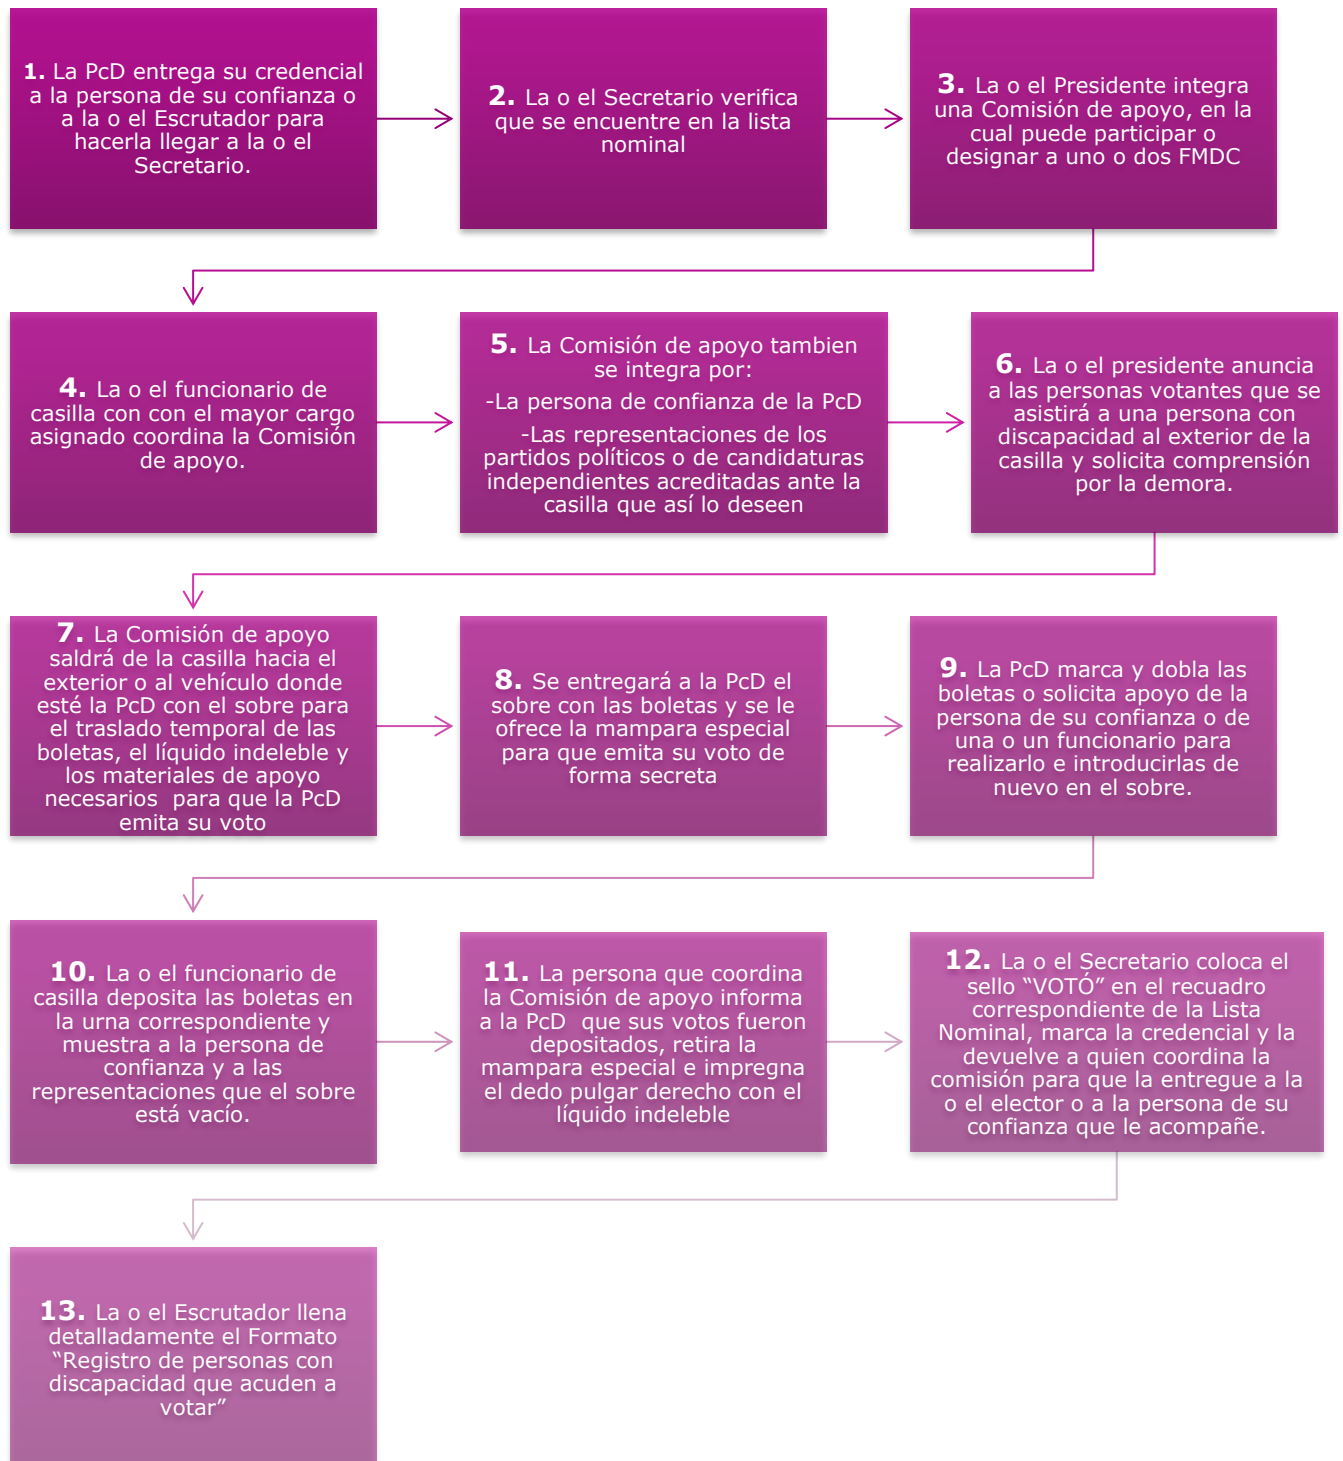 1. La PcD entrega su credencial
a la persona de su confianza o
a la o el Escrutador para
hacerla llegar a la o el
Secretario.
2. La o el Secretario verifica
que se encuentre en la lista
nominal
3. La o el Presidente integra
una Comisión de apoyo, en la
cual puede participar o
designar a uno o dos FMDC
4. La o el funcionario de
casilla con con el mayor cargo
asignado coordina la Comisión
de apoyo.
5. La Comisión de apoyo tambien
se integra por:
-La persona de confianza de la PcD
-Las representaciones de los
partidos políticos o de candidaturas
independientes acreditadas ante la
casilla que así lo deseen
6. La o el presidente anuncia
a las personas votantes que se
asistirá a una persona con
discapacidad al exterior de la
casilla y solicita comprensión
por la demora.
7. La Comisión de apoyo
saldrá de la casilla hacia el
exterior o al vehículo donde
esté la PcD con el sobre para
el traslado temporal de las
boletas, el líquido indeleble y
los materiales de apoyo
necesarios para que la PcD
emita su voto
8. Se entregará a la PcD el
sobre con las boletas y se le
ofrece la mampara especial
para que emita su voto de
forma secreta
9. La PcD marca y dobla las
boletas o solicita apoyo de la
persona de su confianza o de
una o un funcionario para
realizarlo e introducirlas de
nuevo en el sobre.
10. La o el funcionario de
casilla deposita las boletas en
la urna correspondiente y
muestra a la persona de
confianza y a las
representaciones que el sobre
está vacío.
11. La persona que coordina
la Comisión de apoyo informa
a la PcD que sus votos fueron
depositados, retira la
mampara especial e impregna
el dedo pulgar derecho con el
líquido indeleble
12. La o el Secretario coloca el
sello “VOTÓ” en el recuadro
correspondiente de la Lista
Nominal, marca la credencial y la
devuelve a quien coordina la
comisión para que la entregue a la
o el elector o a la persona de su
confianza que le acompañe.
13. La o el Escrutador llena
detalladamente el Formato
“Registro de personas con
discapacidad que acuden a
votar”